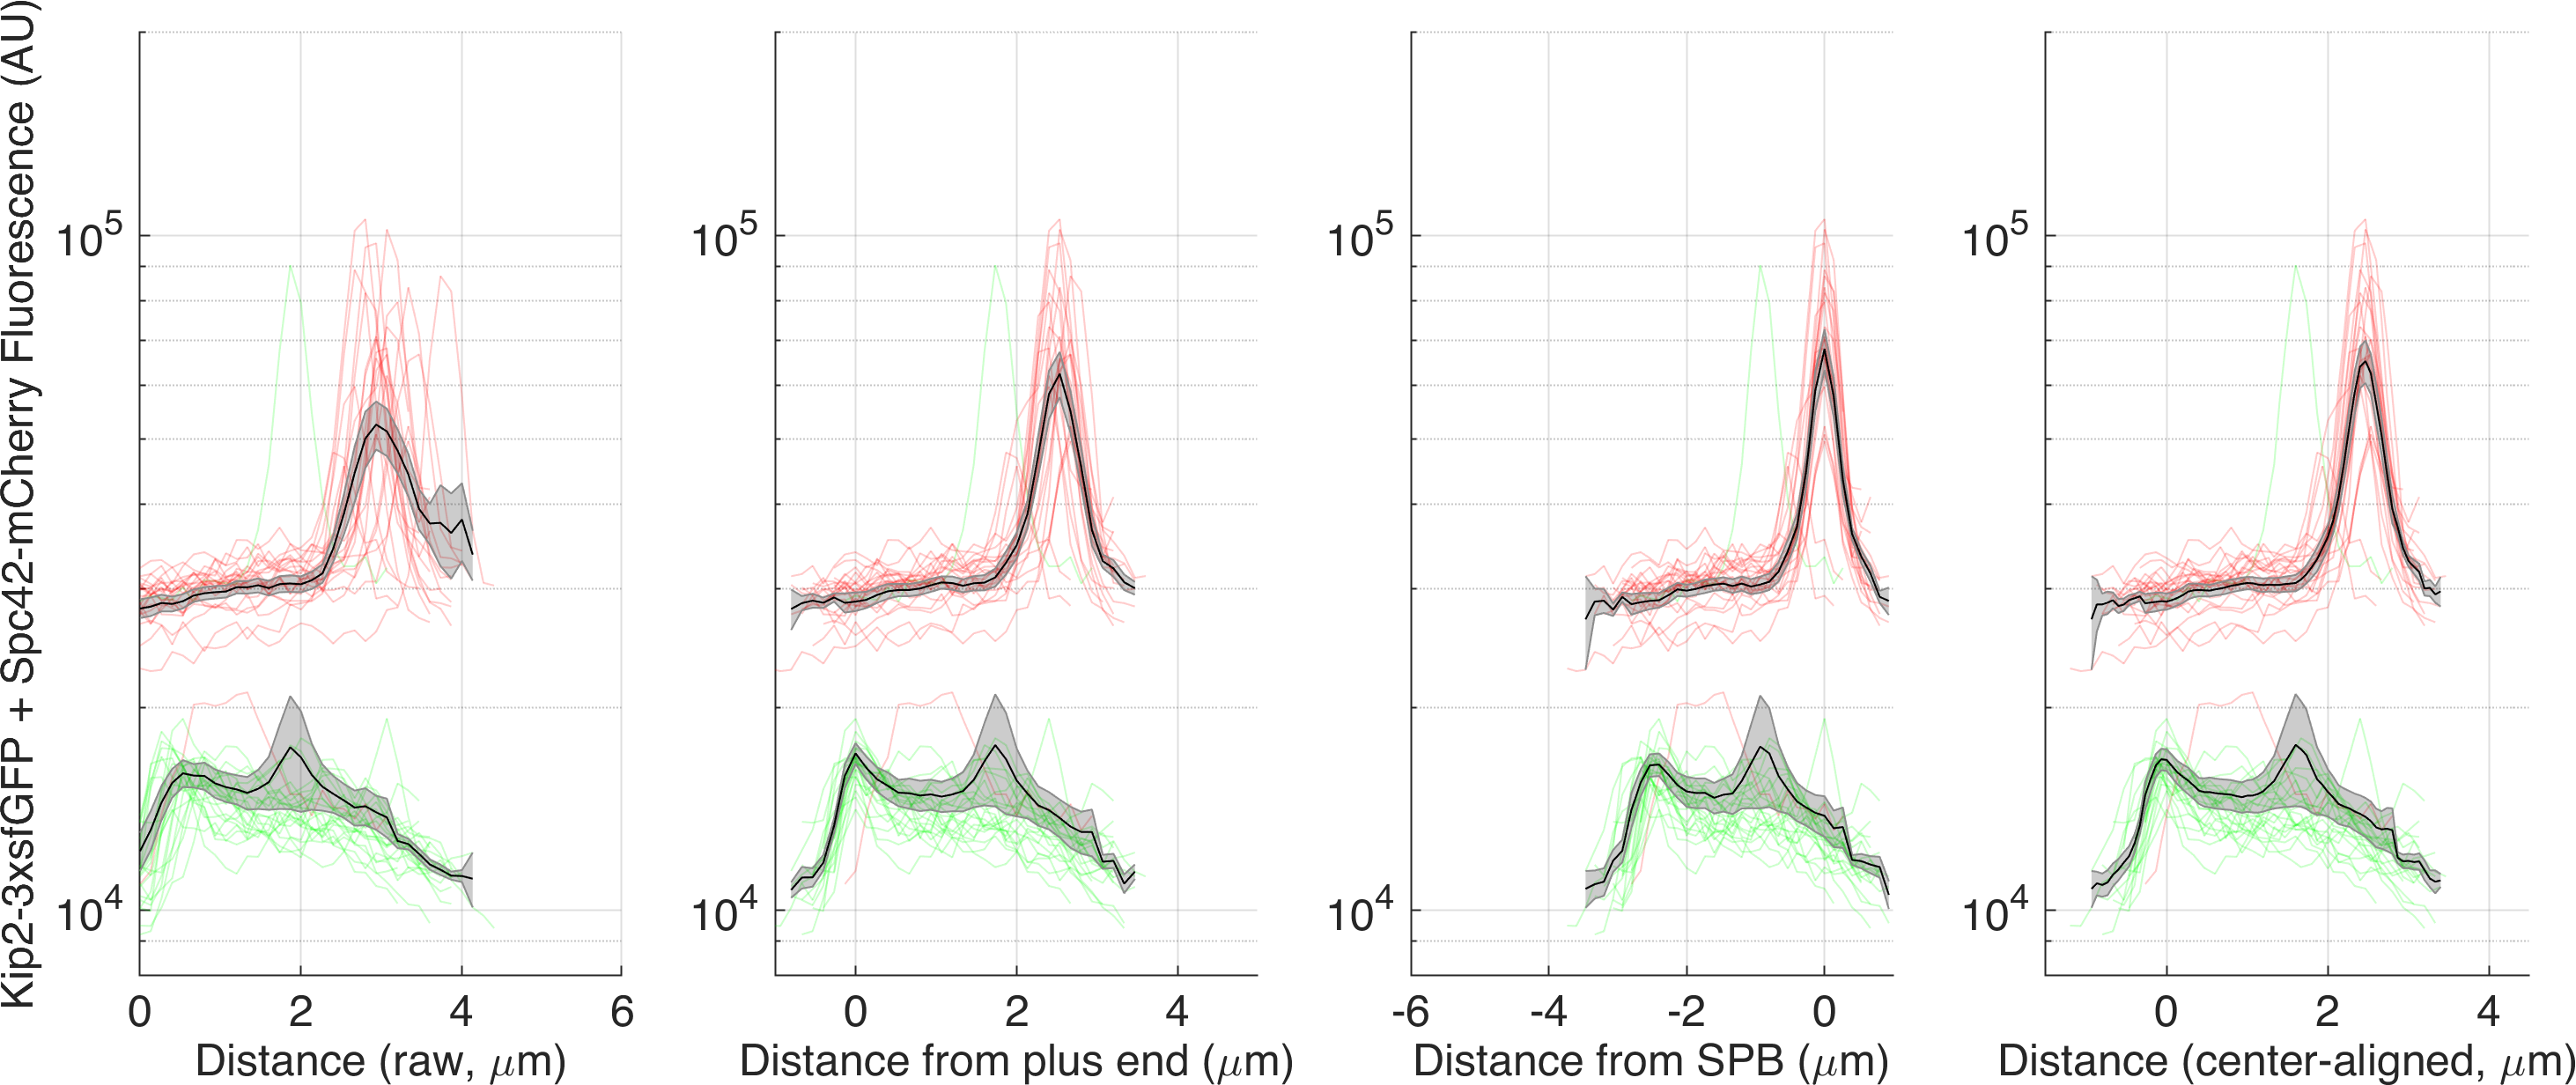 Kip2-3xsfGFP + Spc42-mCherry Fluorescence (AU)
10^5
10^4
0 2 4 6
Distance (raw, μm)
10^5
10^4
0 2 4
Distance from plus end (μm)
10^5
10^4
-6 -4 -2 0
Distance from SPB (μm)
10^5
10^4
0 2 4
Distance (center-aligned, μm)